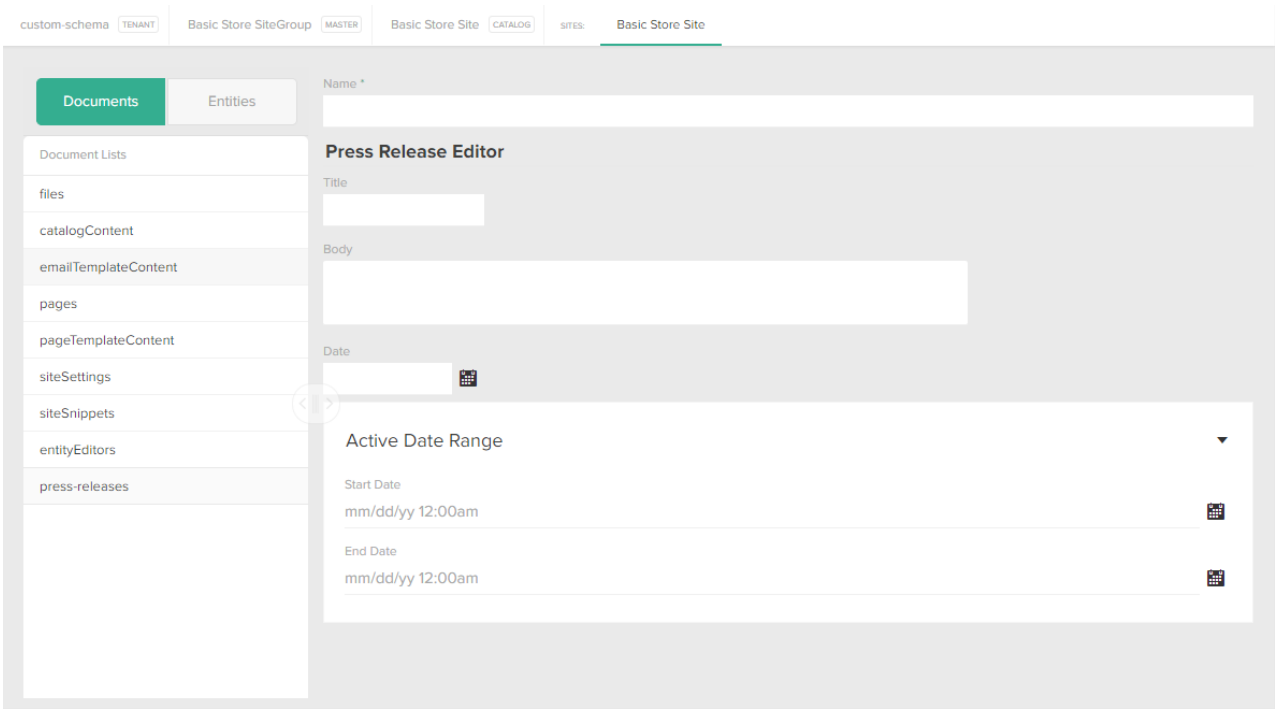 custom-schema TENANT Basic Store SiteGroup MASTER Basic Store Site CATALOG SITES: Basic Store Site
Documents Entities
Document Lists
files
catalogContent
emailTemplateContent
pages
pageTemplateContent
siteSettings
siteSnippets
entityEditors
press-releases
Name *
Press Release Editor
Title
Body
Date
Active Date Range
Start Date
mm/dd/yy 12:00am
End Date
mm/dd/yy 12:00am